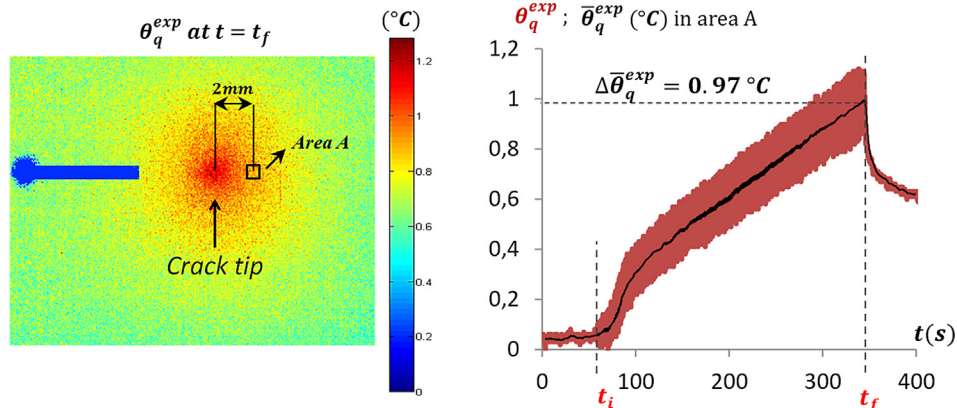 θ_q^exp at t = t_f
(°C)
2mm
Area A
Crack tip
1.2
1
0.8
0.6
0.4
0.2
0
θ_q^exp ; θ̅_q^exp (°C) in area A
1,2
1
0,8
0,6
0,4
0,2
0
Δθ̅_q^exp = 0.97 °C
t(s)
0 100 200 300 400
t_i t_f